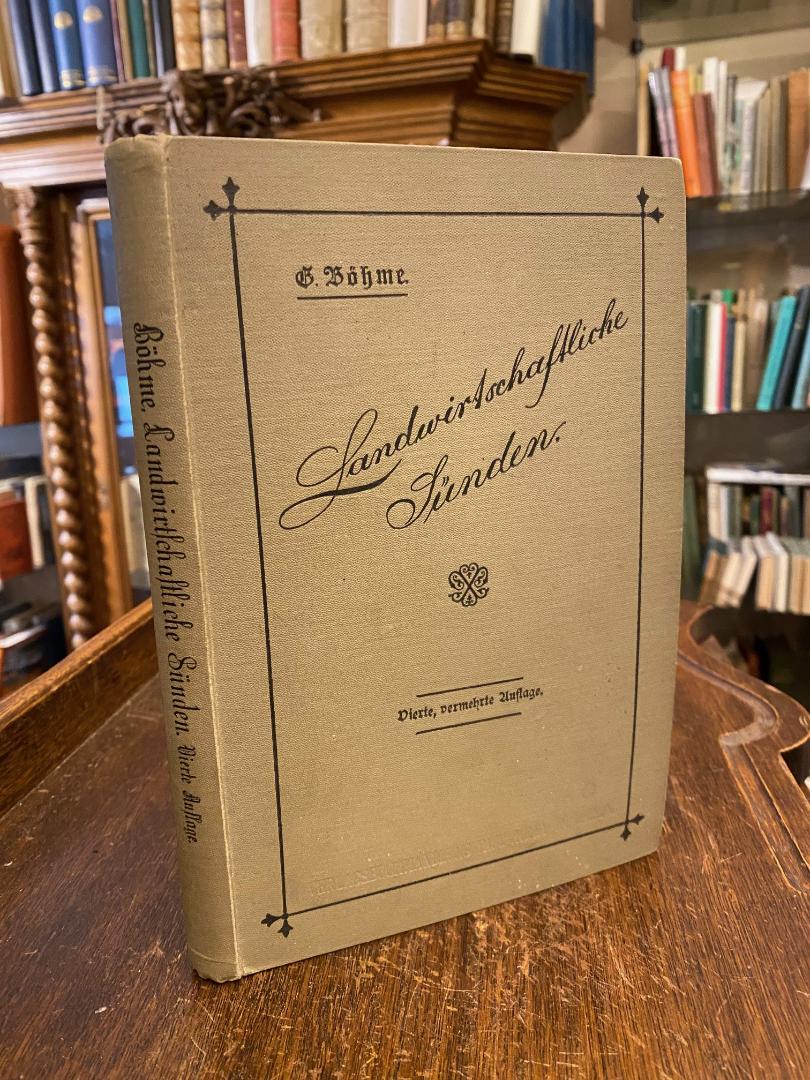 G. Böhme.
Landwirtschaftliche
Sünden.
Vierte, vermehrte Auflage.
Böhme, Landwirtschaftliche Sünden. Vierte Auflage.